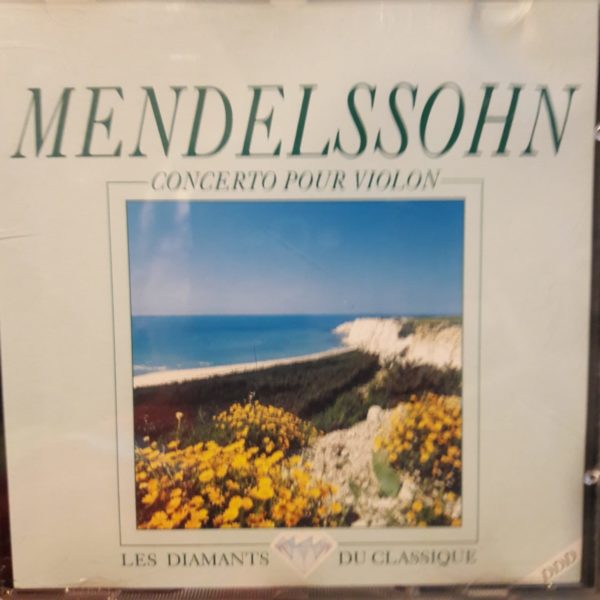 MENDELSSOHN
CONCERTO POUR VIOLON
LES DIAMANTS DU CLASSIQUE
DDD